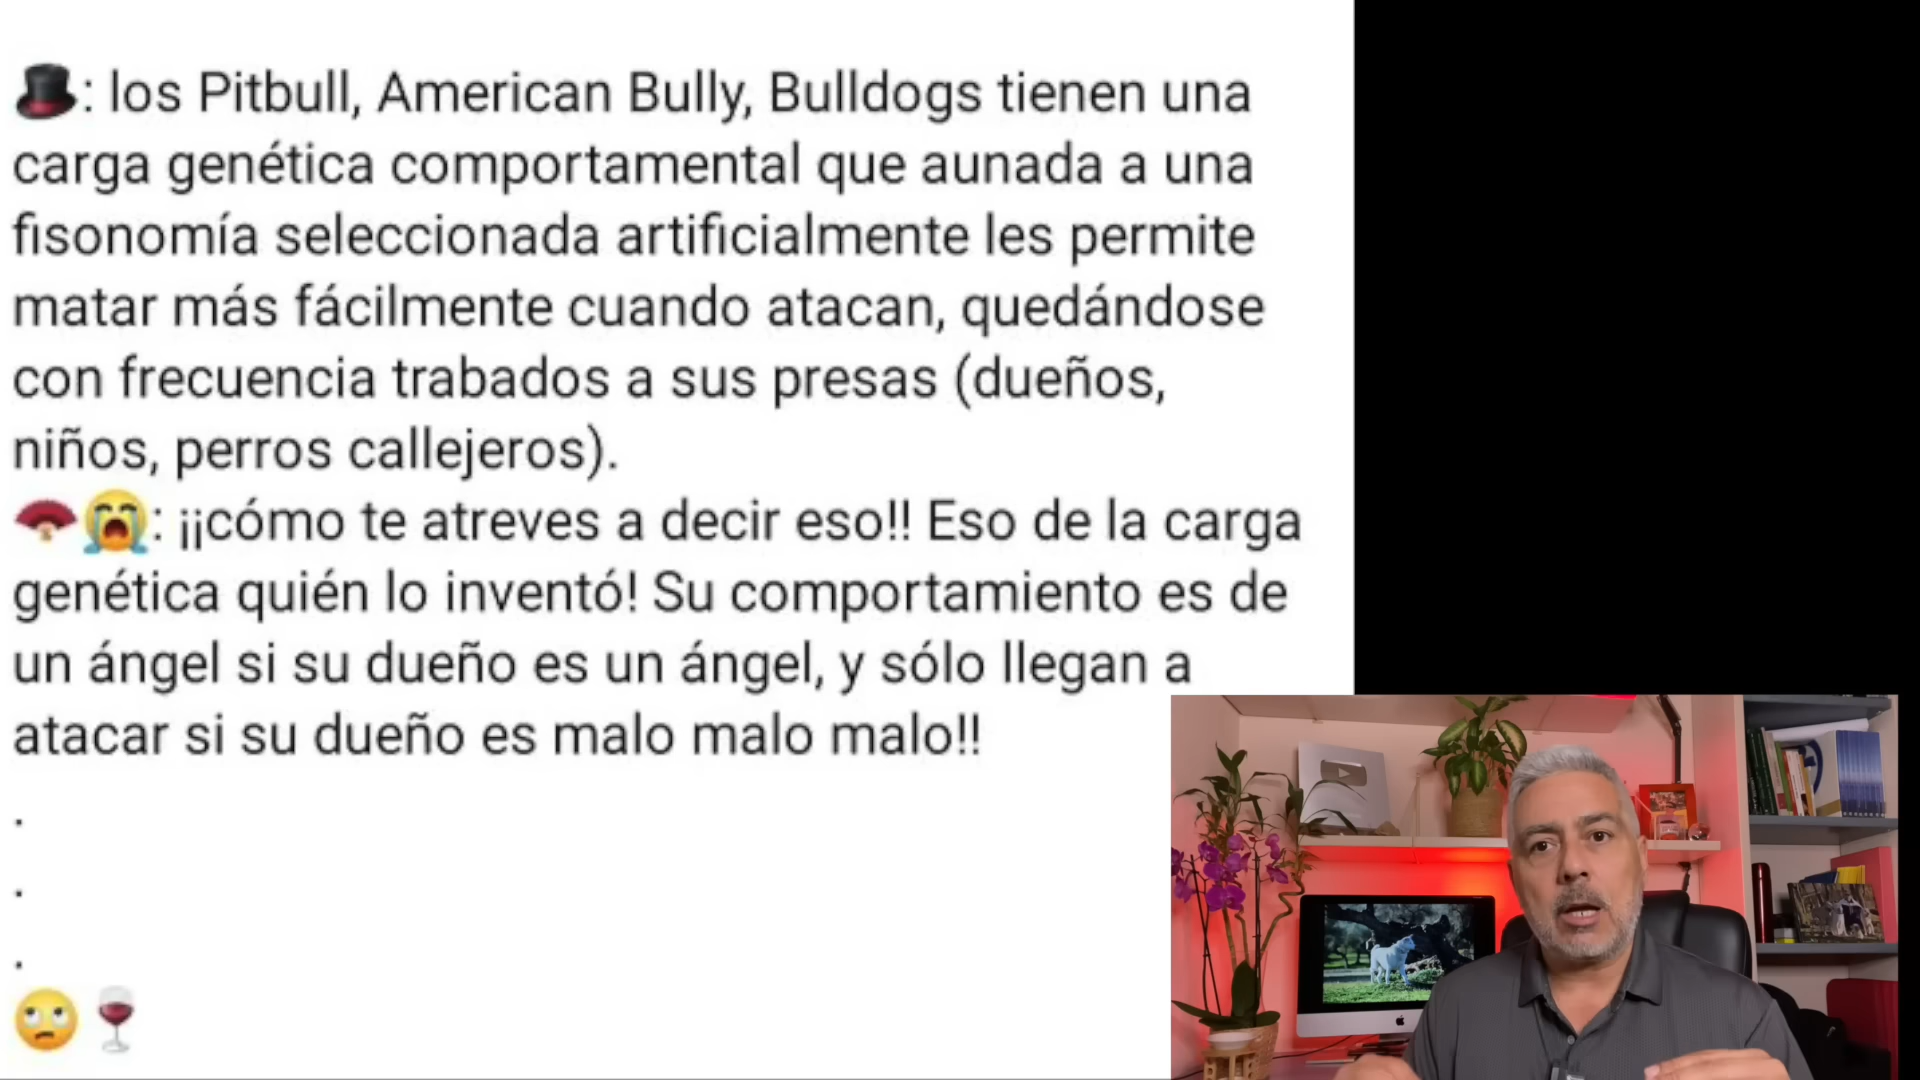 🎩: los Pitbull, American Bully, Bulldogs tienen una
carga genética comportamental que aunada a una
fisonomía seleccionada artificialmente les permite
matar más fácilmente cuando atacan, quedándose
con frecuencia trabados a sus presas (dueños,
niños, perros callejeros).
🪭😭: ¡¡cómo te atreves a decir eso!! Eso de la carga
genética quién lo inventó! Su comportamiento es de
un ángel si su dueño es un ángel, y sólo llegan a
atacar si su dueño es malo malo malo!!
.
.
.
🙄🍷